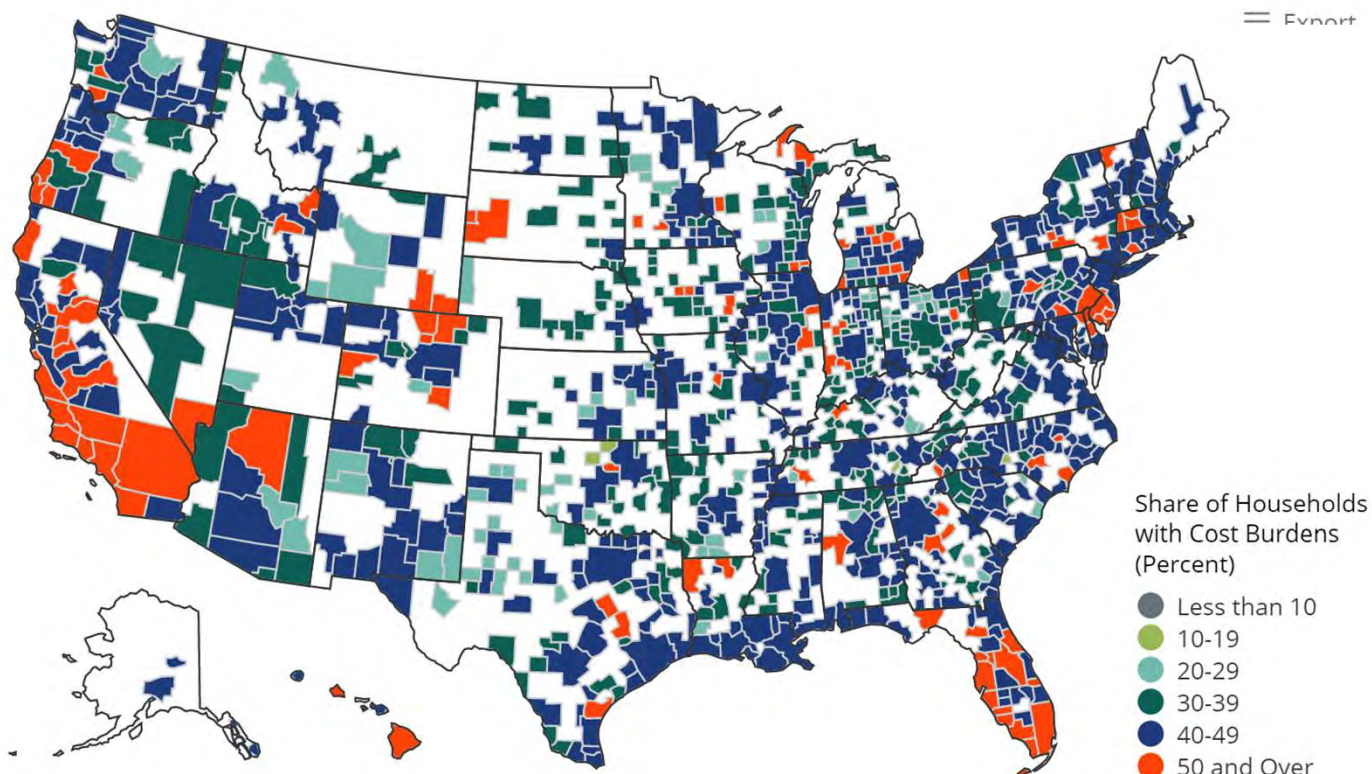 Export
Share of Households
with Cost Burdens
(Percent)
Less than 10
10-19
20-29
30-39
40-49
50 and Over